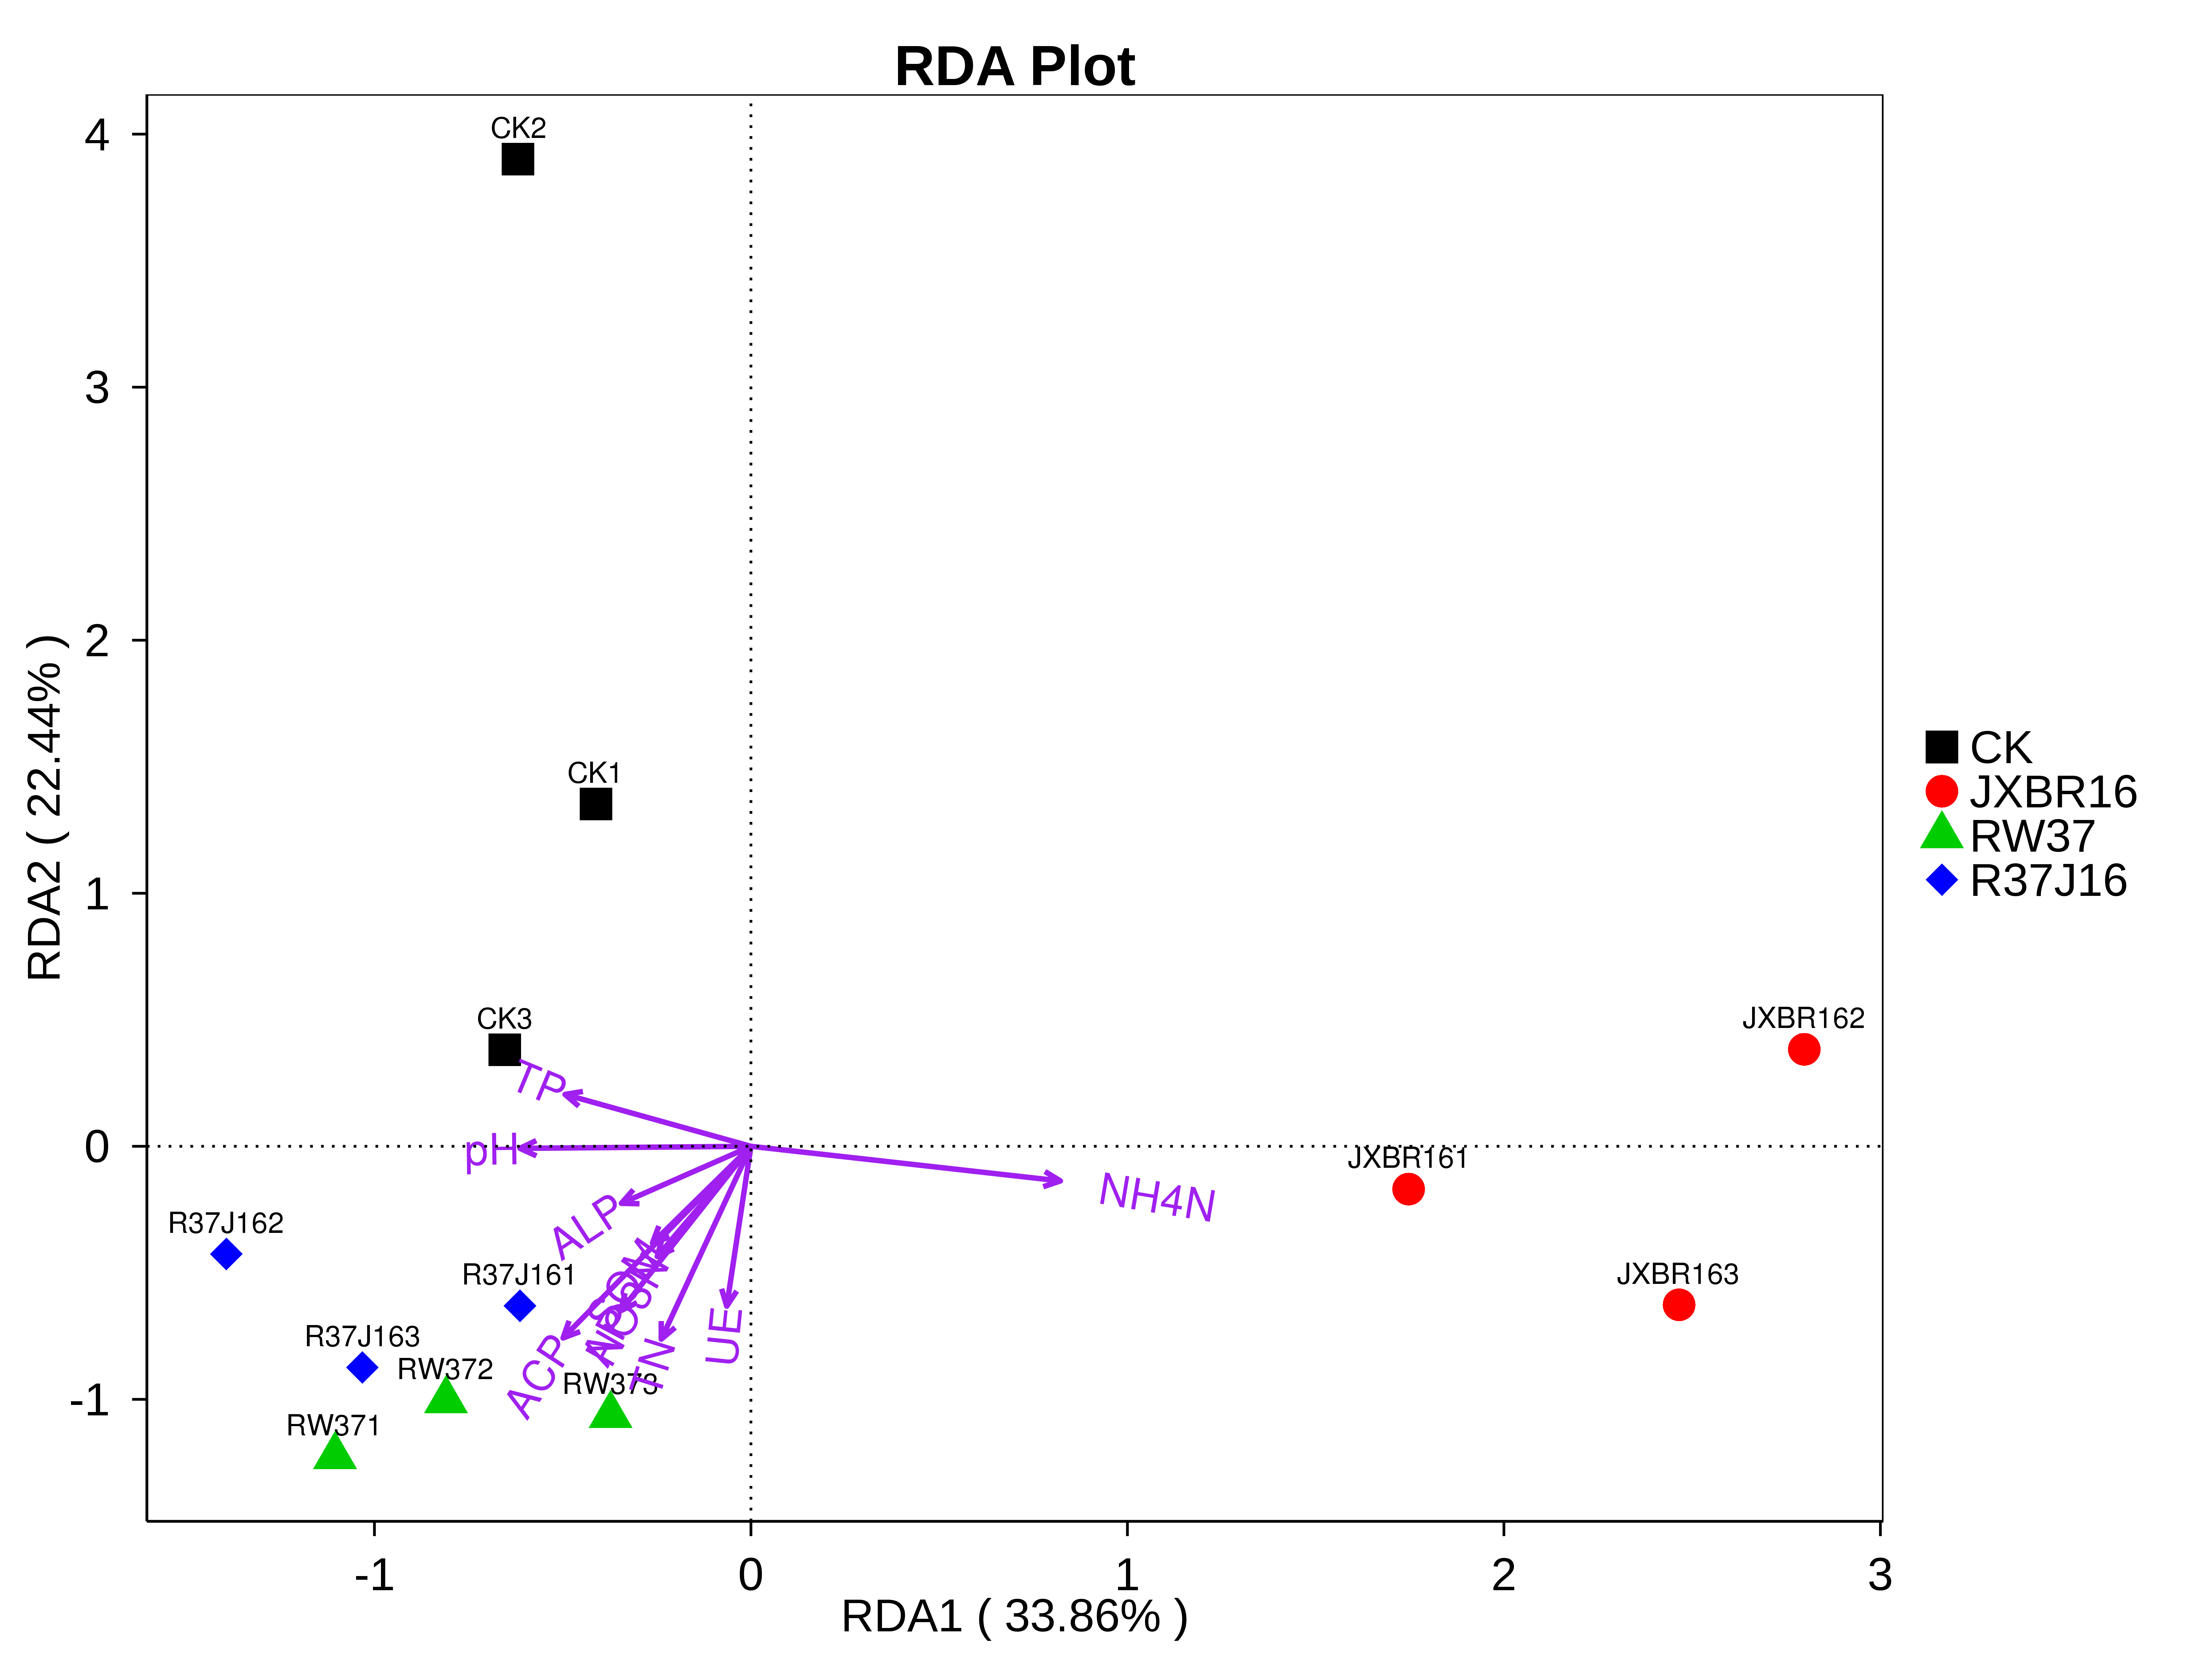 RDA Plot
4
3
2
1
0
-1
RDA2 ( 22.44% )
CK2
CK1
CK3
TP
pH
ALP
NH4N
ACP
TN
UE
JXBR162
JXBR161
JXBR163
R37J162
R37J161
R37J163
RW372
RW373
RW371
-1
0
1
2
3
RDA1 ( 33.86% )
CK
JXBR16
RW37
R37J16